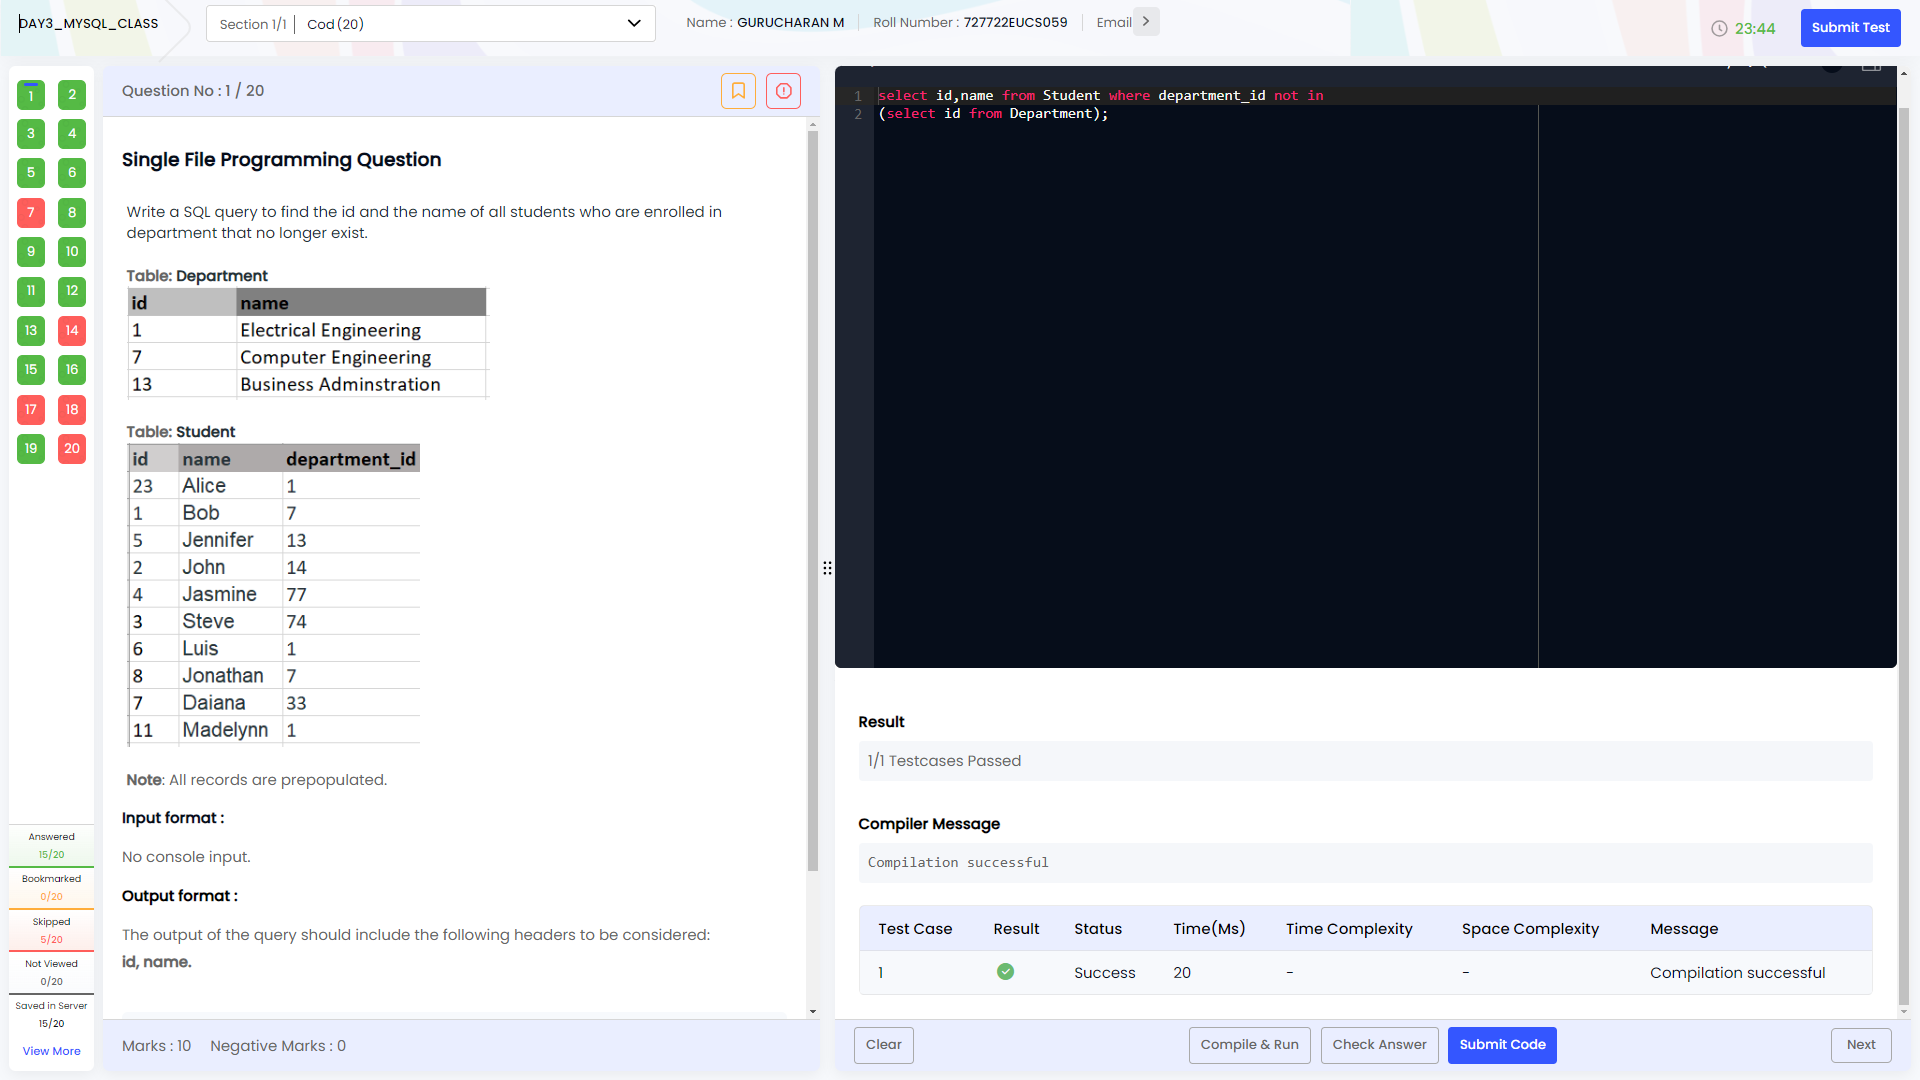 DAY3_MYSQL_CLASS
Section 1/1 | Cod (20)
Name : GURUCHARAN M
Roll Number : 727722EUCS059
Email
23:44
Submit Test
1 2
3 4
5 6
7 8
9 10
11 12
13 14
15 16
17 18
19 20
Answered
15/20
Bookmarked
0/20
Skipped
5/20
Not Viewed
0/20
Saved in Server
15/20
View More
Question No : 1 / 20
Single File Programming Question
Write a SQL query to find the id and the name of all students who are enrolled in
department that no longer exist.
Table: Department
id name
1 Electrical Engineering
7 Computer Engineering
13 Business Adminstration
Table: Student
id name department_id
23 Alice 1
1 Bob 7
5 Jennifer 13
2 John 14
4 Jasmine 77
3 Steve 74
6 Luis 1
8 Jonathan 7
7 Daiana 33
11 Madelynn 1
Note: All records are prepopulated.
Input format :
No console input.
Output format :
The output of the query should include the following headers to be considered:
id, name.
Marks : 10 Negative Marks : 0
1 select id,name from Student where department_id not in
2 (select id from Department);
Result
1/1 Testcases Passed
Compiler Message
Compilation successful
Test Case Result Status Time(Ms) Time Complexity Space Complexity Message
1 Success 20 - - Compilation successful
Clear
Compile & Run
Check Answer
Submit Code
Next